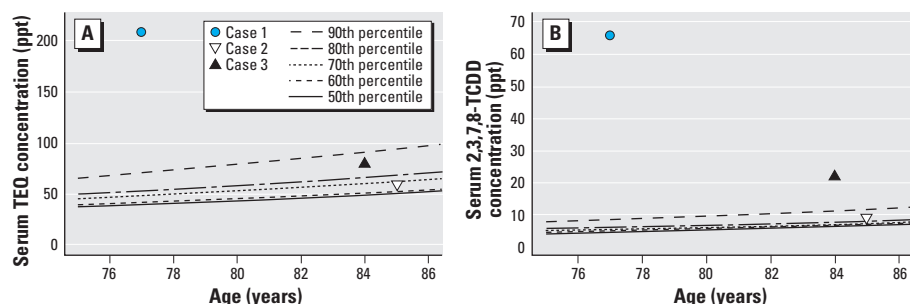 A
Serum TEQ concentration (ppt)
200
150
100
50
0
76
78
80
82
84
86
Age (years)
Case 1
Case 2
Case 3
90th percentile
80th percentile
70th percentile
60th percentile
50th percentile
B
Serum 2,3,7,8-TCDD
concentration (ppt)
70
60
50
40
30
20
10
0
76
78
80
82
84
86
Age (years)